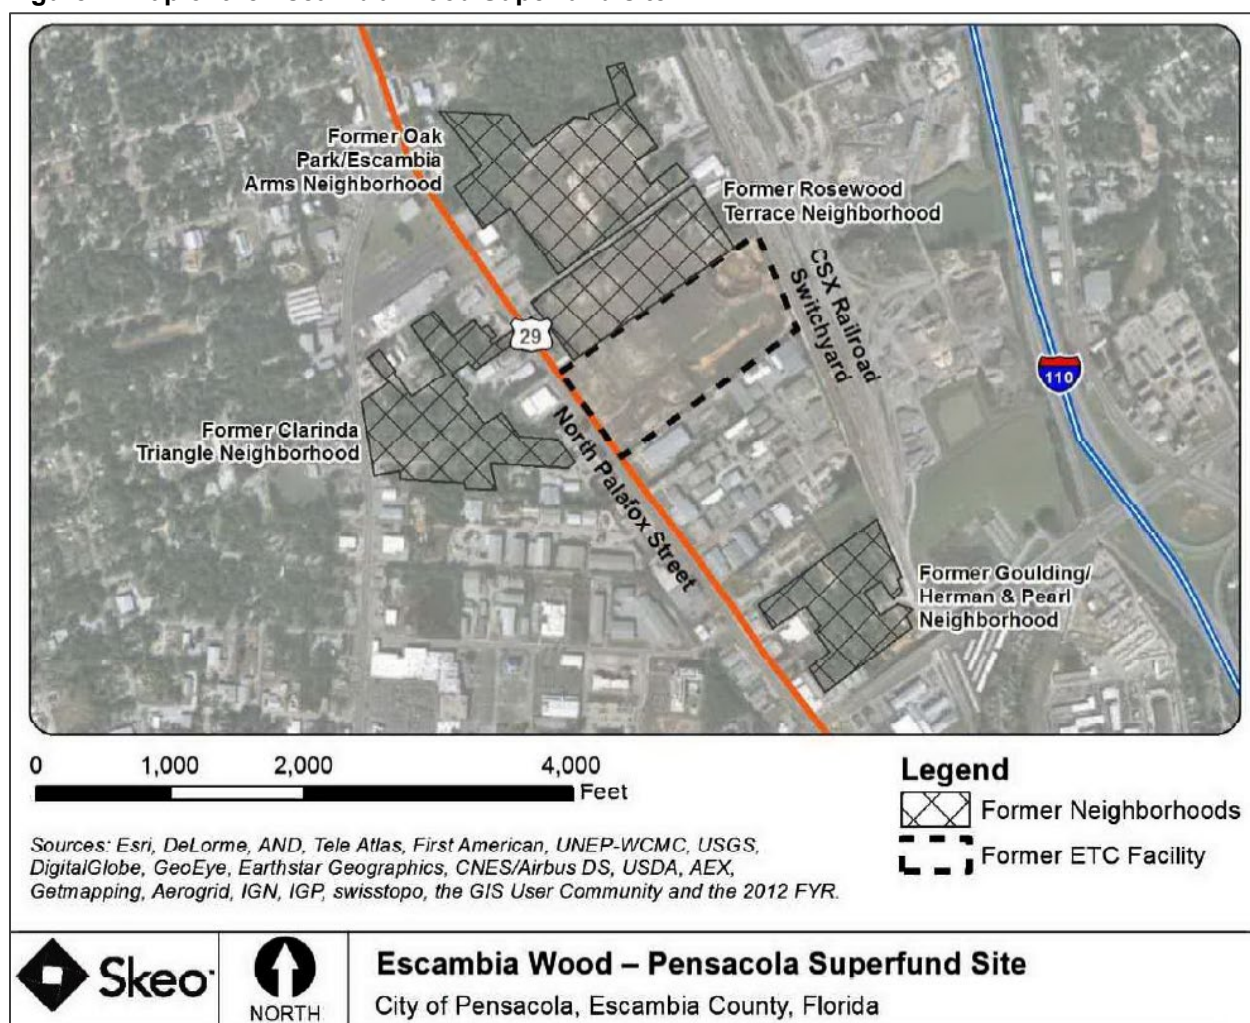 Former Oak
Park/Escambia
Arms Neighborhood
Former Rosewood
Terrace Neighborhood
CSX Railroad
Switchyard
29
110
Former Clarinda
Triangle Neighborhood
North Palafox Street
Former Goulding/
Herman & Pearl
Neighborhood
0 1,000 2,000 4,000
Feet
Legend
Former Neighborhoods
Former ETC Facility
Sources: Esri, DeLorme, AND, Tele Atlas, First American, UNEP-WCMC, USGS,
DigitalGlobe, GeoEye, Earthstar Geographics, CNES/Airbus DS, USDA, AEX,
Getmapping, Aerogrid, IGN, IGP, swisstopo, the GIS User Community and the 2012 FYR.
Skeo
NORTH
Escambia Wood – Pensacola Superfund Site
City of Pensacola, Escambia County, Florida